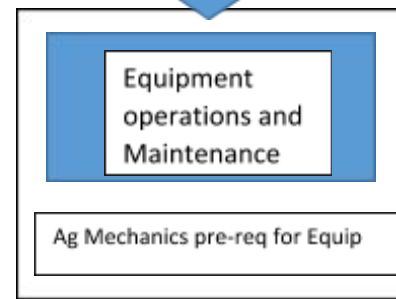 Equipment
operations and
Maintenance
Ag Mechanics pre-req for Equip